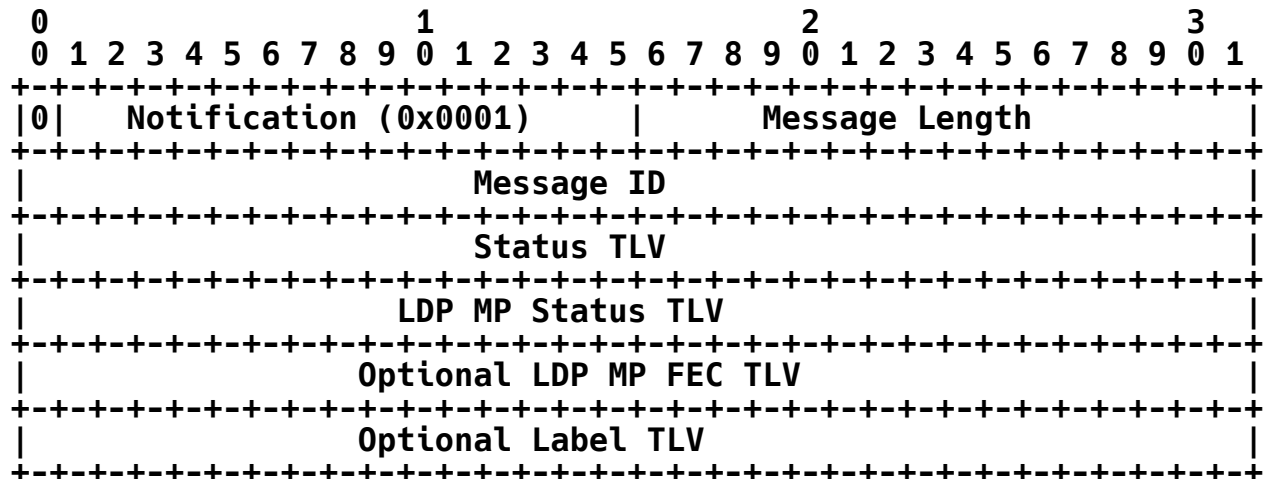 0                   1                   2                   3
 0 1 2 3 4 5 6 7 8 9 0 1 2 3 4 5 6 7 8 9 0 1 2 3 4 5 6 7 8 9 0 1
+-+-+-+-+-+-+-+-+-+-+-+-+-+-+-+-+-+-+-+-+-+-+-+-+-+-+-+-+-+-+-+-+
|0|   Notification (0x0001)     |      Message Length           |
+-+-+-+-+-+-+-+-+-+-+-+-+-+-+-+-+-+-+-+-+-+-+-+-+-+-+-+-+-+-+-+-+
|                       Message ID                              |
+-+-+-+-+-+-+-+-+-+-+-+-+-+-+-+-+-+-+-+-+-+-+-+-+-+-+-+-+-+-+-+-+
|                       Status TLV                              |
+-+-+-+-+-+-+-+-+-+-+-+-+-+-+-+-+-+-+-+-+-+-+-+-+-+-+-+-+-+-+-+-+
|                   LDP MP Status TLV                           |
+-+-+-+-+-+-+-+-+-+-+-+-+-+-+-+-+-+-+-+-+-+-+-+-+-+-+-+-+-+-+-+-+
|                 Optional LDP MP FEC TLV                       |
+-+-+-+-+-+-+-+-+-+-+-+-+-+-+-+-+-+-+-+-+-+-+-+-+-+-+-+-+-+-+-+-+
|                 Optional Label TLV                            |
+-+-+-+-+-+-+-+-+-+-+-+-+-+-+-+-+-+-+-+-+-+-+-+-+-+-+-+-+-+-+-+-+